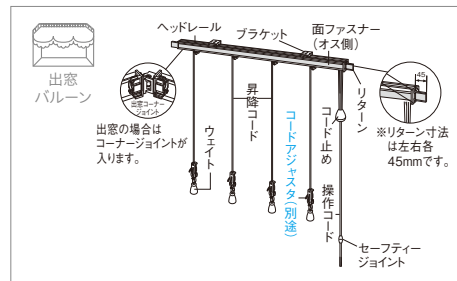 出窓
バルーン
ヘッドレール
ブラケット
面ファスナー
(オス側)
出窓コーナー
ジョイント
出窓の場合は
コーナージョイントが
入ります。
ウェイト
昇降コード
コードアジャスタ(別途)
コード止め
操作コード
リターン
45
※リターン寸法
は左右各
45mmです。
セーフティー
ジョイント